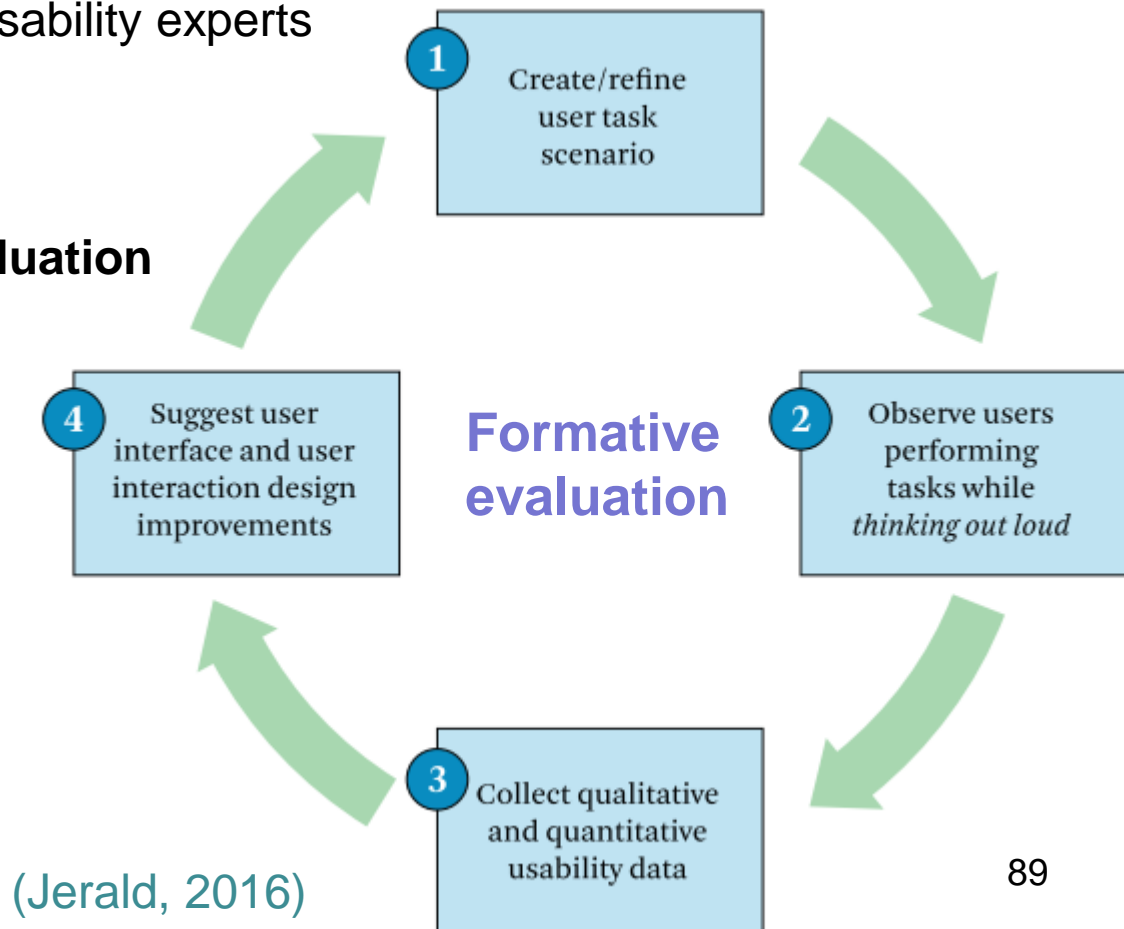 sability experts
1
Create/refine
user task
scenario
luation
4
Suggest user
interface and user
interaction design
improvements
Formative
evaluation
2
Observe users
performing
tasks while
thinking out loud
3
Collect qualitative
and quantitative
usability data
(Jerald, 2016)
89